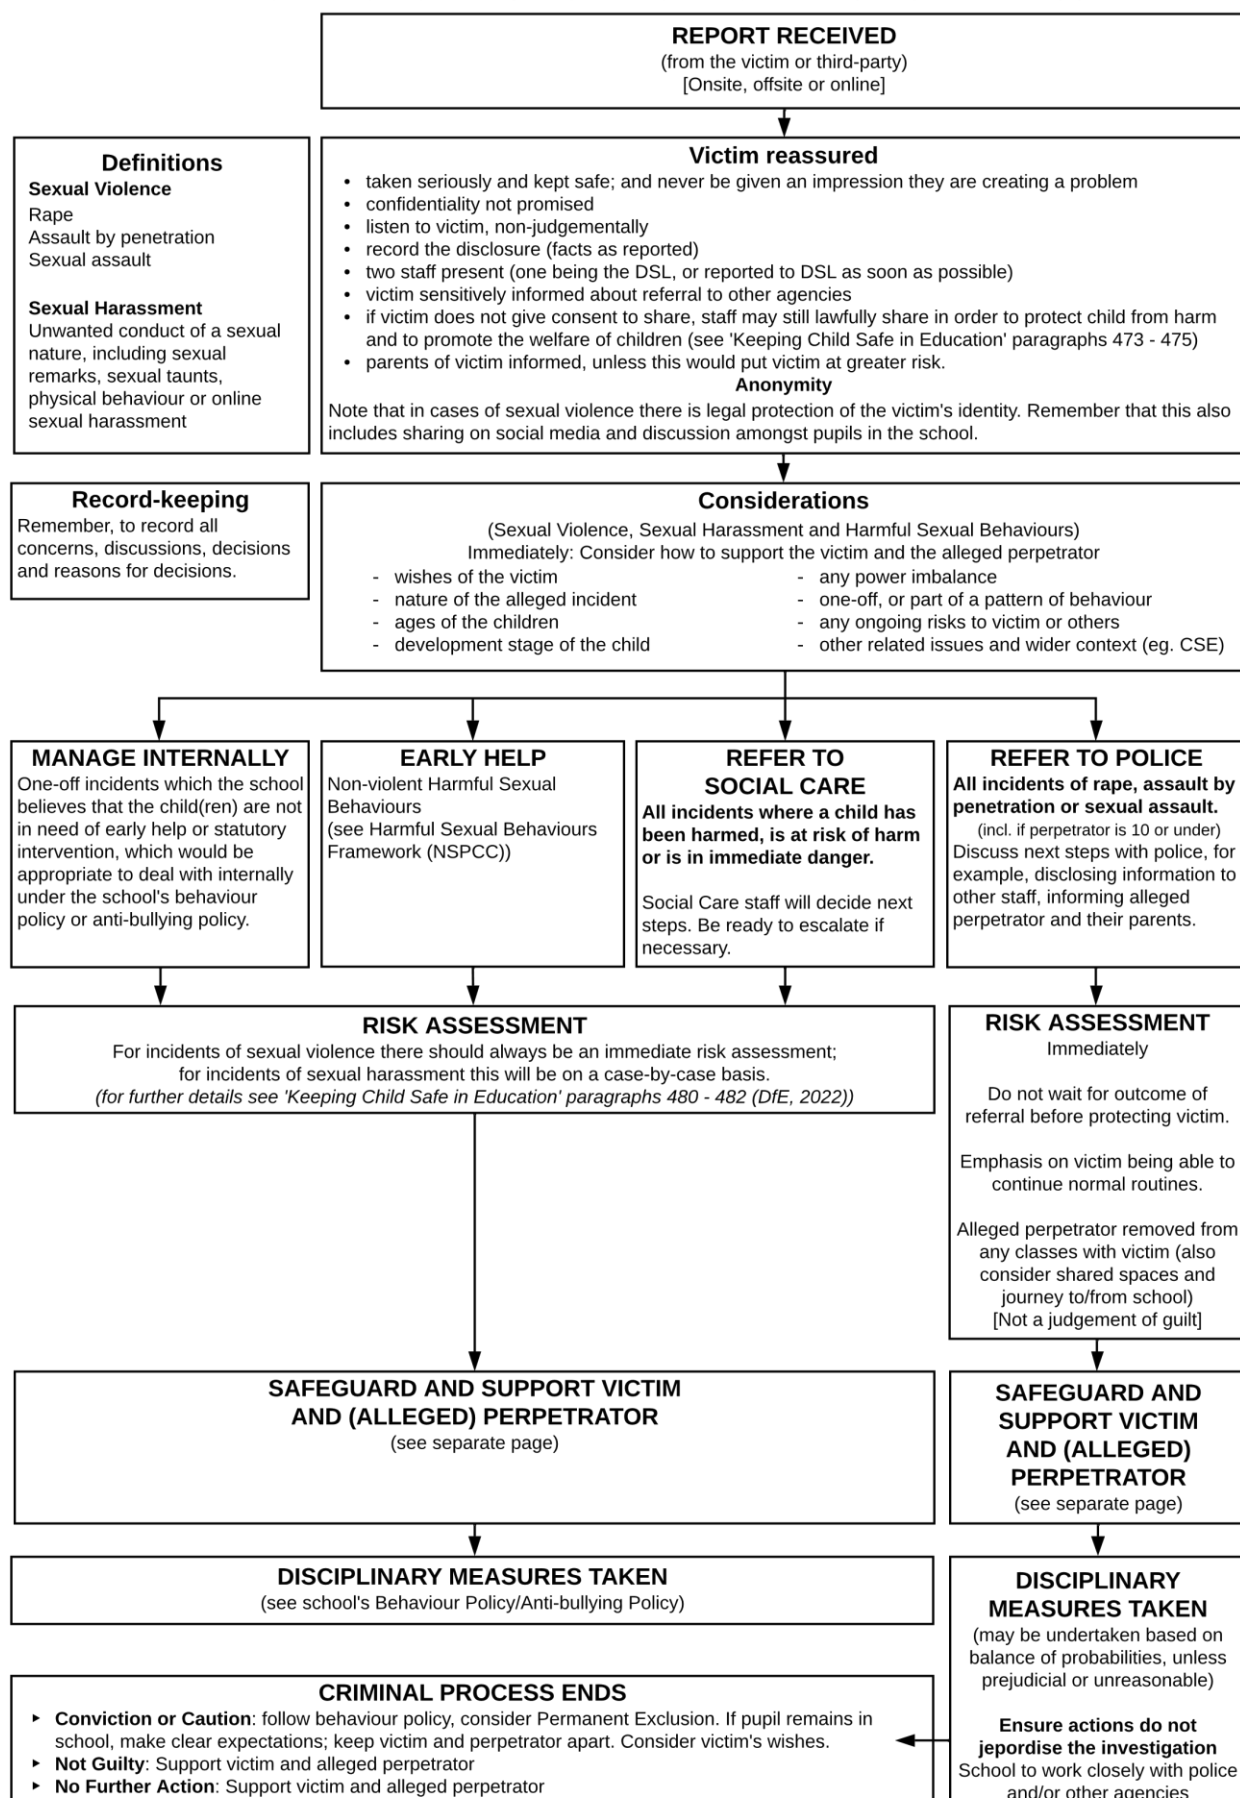 REPORT RECEIVED
(from the victim or third-party)
[Onsite, offsite or online]
Definitions
Sexual Violence
Rape
Assault by penetration
Sexual assault
Sexual Harassment
Unwanted conduct of a sexual
nature, including sexual
remarks, sexual taunts,
physical behaviour or online
sexual harassment
Victim reassured
• taken seriously and kept safe; and never be given an impression they are creating a problem
• confidentiality not promised
• listen to victim, non-judgementally
• record the disclosure (facts as reported)
• two staff present (one being the DSL, or reported to DSL as soon as possible)
• victim sensitively informed about referral to other agencies
• if victim does not give consent to share, staff may still lawfully share in order to protect child from harm
and to promote the welfare of children (see 'Keeping Child Safe in Education' paragraphs 473 - 475)
• parents of victim informed, unless this would put victim at greater risk.
Anonymity
Note that in cases of sexual violence there is legal protection of the victim's identity. Remember that this also
includes sharing on social media and discussion amongst pupils in the school.
Record-keeping
Remember, to record all
concerns, discussions, decisions
and reasons for decisions.
Considerations
(Sexual Violence, Sexual Harassment and Harmful Sexual Behaviours)
Immediately: Consider how to support the victim and the alleged perpetrator
- wishes of the victim
- nature of the alleged incident
- ages of the children
- development stage of the child
- any power imbalance
- one-off, or part of a pattern of behaviour
- any ongoing risks to victim or others
- other related issues and wider context (eg. CSE)
MANAGE INTERNALLY
One-off incidents which the school
believes that the child(ren) are not
in need of early help or statutory
intervention, which would be
appropriate to deal with internally
under the school's behaviour
policy or anti-bullying policy.
EARLY HELP
Non-violent Harmful Sexual
Behaviours
(see Harmful Sexual Behaviours
Framework (NSPCC))
REFER TO
SOCIAL CARE
All incidents where a child has
been harmed, is at risk of harm
or is in immediate danger.
Social Care staff will decide next
steps. Be ready to escalate if
necessary.
REFER TO POLICE
All incidents of rape, assault by
penetration or sexual assault.
(incl. if perpetrator is 10 or under)
Discuss next steps with police, for
example, disclosing information to
other staff, informing alleged
perpetrator and their parents.
RISK ASSESSMENT
For incidents of sexual violence there should always be an immediate risk assessment;
for incidents of sexual harassment this will be on a case-by-case basis.
(for further details see 'Keeping Child Safe in Education' paragraphs 480 - 482 (DfE, 2022))
RISK ASSESSMENT
Immediately
Do not wait for outcome of
referral before protecting victim.
Emphasis on victim being able to
continue normal routines.
Alleged perpetrator removed from
any classes with victim (also
consider shared spaces and
journey to/from school)
[Not a judgement of guilt]
SAFEGUARD AND SUPPORT VICTIM
AND (ALLEGED) PERPETRATOR
(see separate page)
SAFEGUARD AND
SUPPORT VICTIM
AND (ALLEGED)
PERPETRATOR
(see separate page)
DISCIPLINARY MEASURES TAKEN
(see school's Behaviour Policy/Anti-bullying Policy)
DISCIPLINARY
MEASURES TAKEN
(may be undertaken based on
balance of probabilities, unless
prejudicial or unreasonable)
Ensure actions do not
jepordise the investigation
School to work closely with police
and/or other agencies
CRIMINAL PROCESS ENDS
▸ Conviction or Caution: follow behaviour policy, consider Permanent Exclusion. If pupil remains in
school, make clear expectations; keep victim and perpetrator apart. Consider victim's wishes.
▸ Not Guilty: Support victim and alleged perpetrator
▸ No Further Action: Support victim and alleged perpetrator